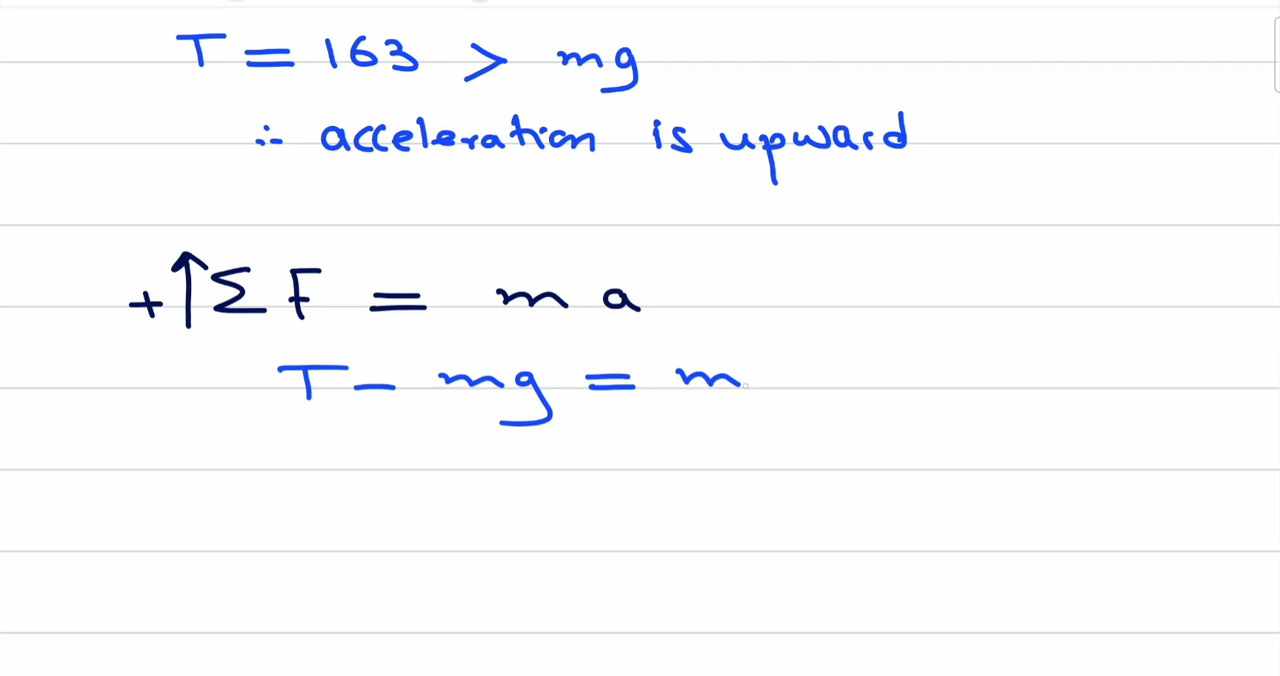 T = 163 > mg
∴ acceleration is upward
+↑ΣF = ma
T - mg = m